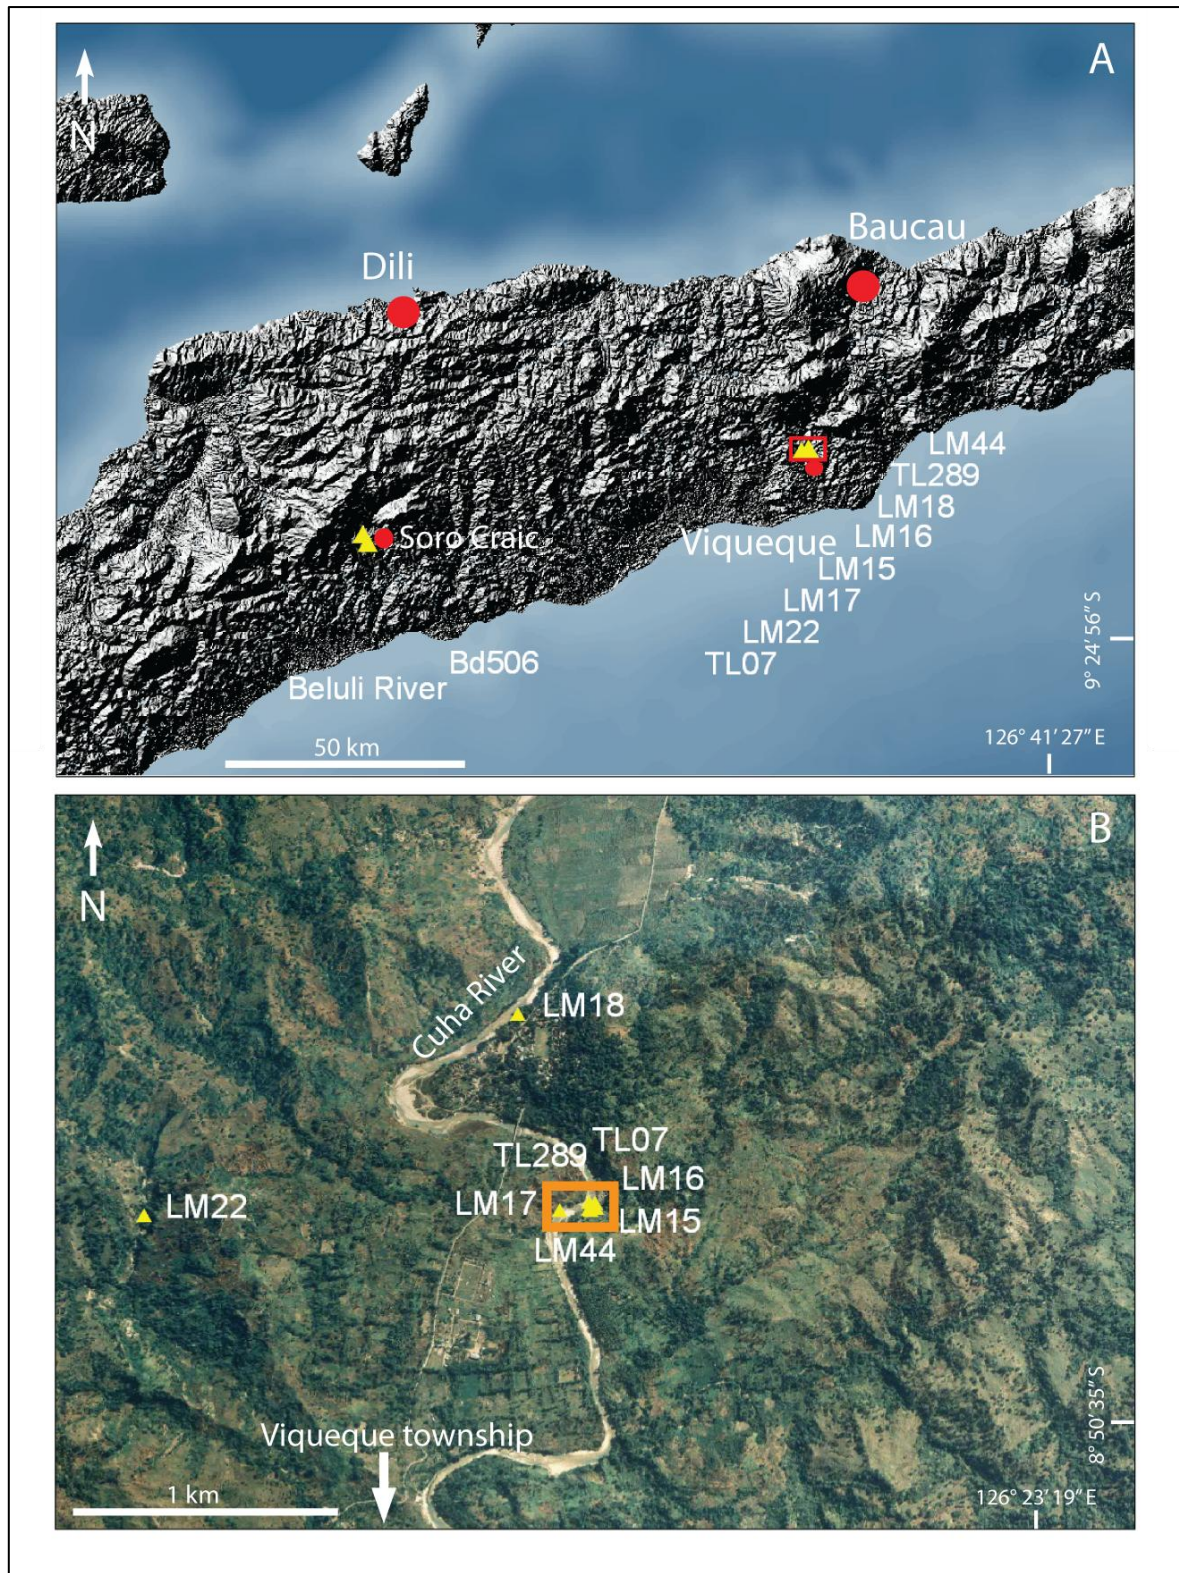 A
N
Baucau
Dili
LM44
TL289
LM18
Soro Craic
Viqueque
LM16
LM15
LM17
LM22
TL07
Bd506
Beluli River
9° 24’ 56” S
50 km
126° 41’ 27” E
B
N
Cuha River
LM18
TL07
TL289
LM16
LM22
LM17
LM15
LM44
8° 50’ 35” S
Viqueque township
1 km
126° 23’ 19” E